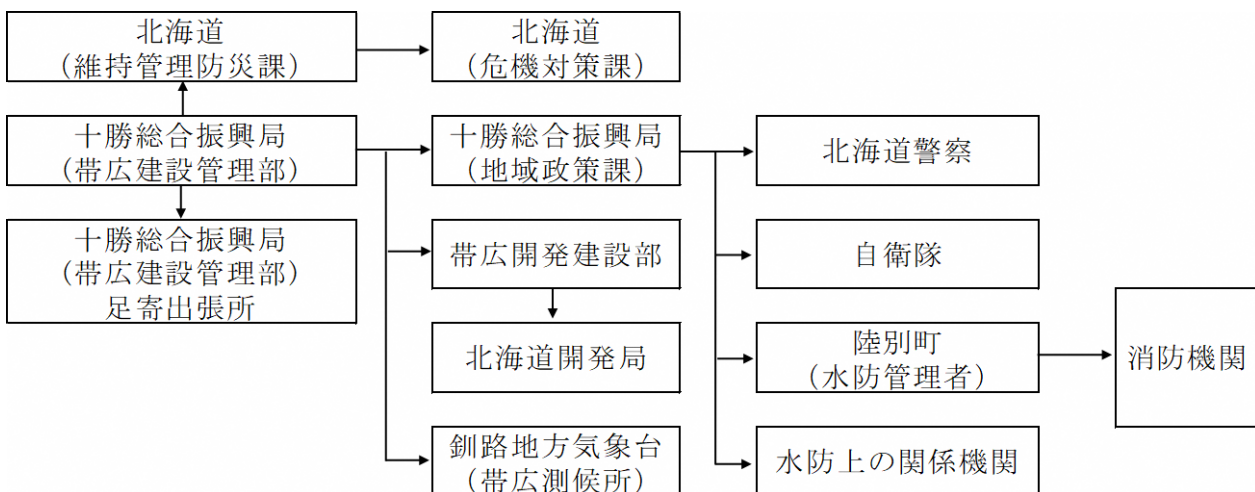 北海道
（維持管理防災課）
北海道
（危機対策課）
十勝総合振興局
（帯広建設管理部）
十勝総合振興局
（地域政策課）
北海道警察
十勝総合振興局
（帯広建設管理部）
足寄出張所
帯広開発建設部
自衛隊
北海道開発局
陸別町
（水防管理者）
消防機関
釧路地方気象台
（帯広測候所）
水防上の関係機関